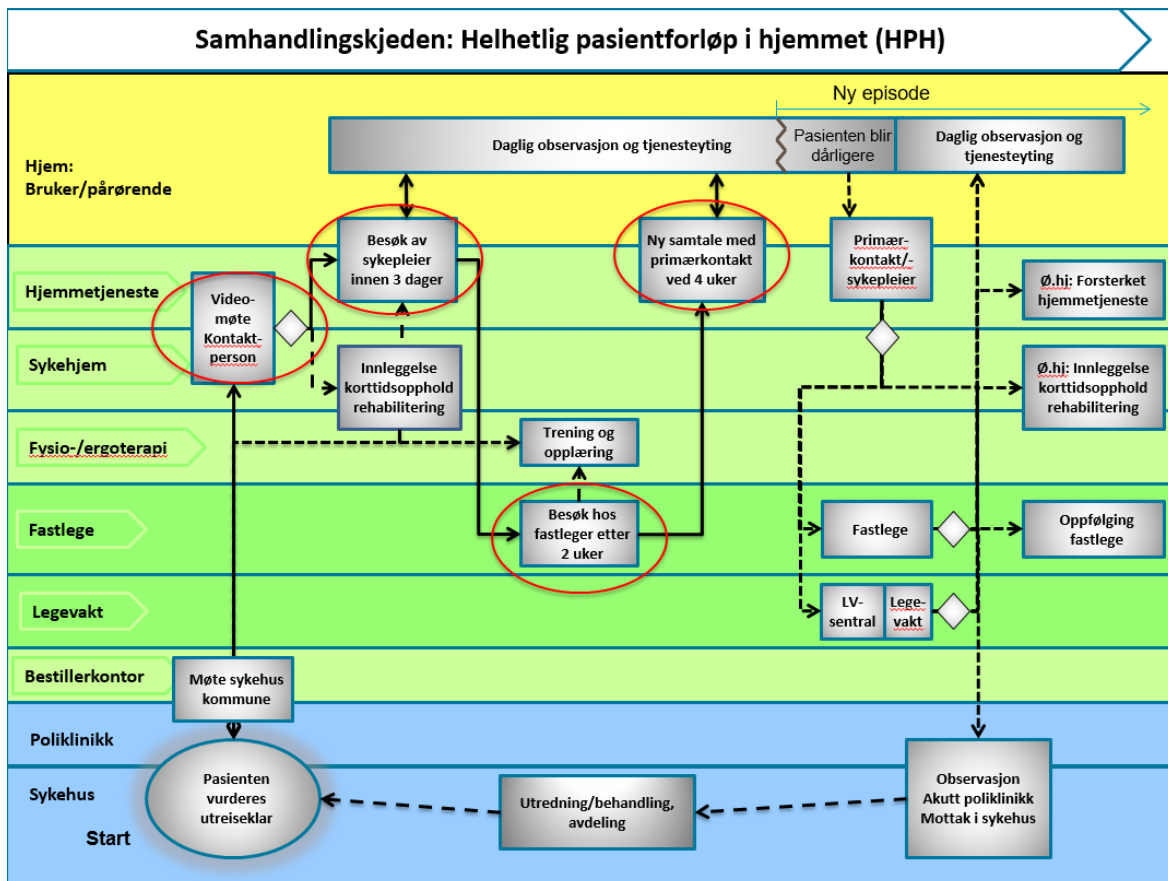 Samhandlingskjeden: Helhetlig pasientforløp i hjemmet (HPH)
Ny episode
Daglig observasjon og tjenesteyting
Pasienten blir
dårligere
Daglig observasjon og
tjenesteyting
Hjem:
Bruker/pårørende
Besøk av
sykepleier
innen 3 dager
Ny samtale med
primærkontakt
ved 4 uker
Primær-
kontakt/-
sykepleier
Hjemmetjeneste
Video-
møte
Kontakt-
person
Ø.hj: Forsterket
hjemmetjeneste
Sykehjem
Innleggelse
korttidsopphold
rehabilitering
Ø.hj: Innleggelse
korttidsopphold
rehabilitering
Fysio-/ergoterapi
Trening og
opplæring
Fastlege
Besøk hos
fastleger etter
2 uker
Fastlege
Oppfølging
fastlege
Legevakt
LV-
sentral
Lege-
vakt
Bestillerkontor
Møte sykehus
kommune
Poliklinikk
Sykehus
Start
Pasienten
vurderes
utreiseklar
Utredning/behandling,
avdeling
Observasjon
Akutt poliklinikk
Mottak i sykehus